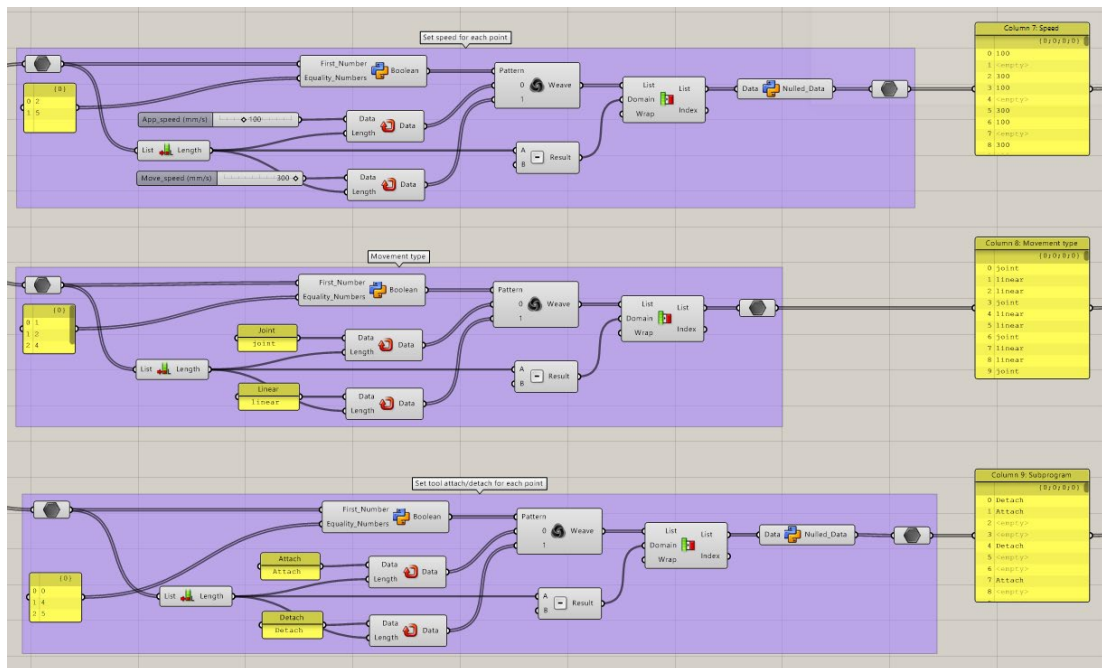 Set speed for each point
First_Number
Equality_Numbers
Boolean
Pattern
0
1
Weave
List
Domain
Wrap
List
Index
Data
Nulled_Data
0 2
1 5
App_speed (mm/s)
100
Data
Length
Data
List
Length
A
B
Result
Move_speed (mm/s)
300
Data
Length
Data
Column 7: Speed
{0;0;0;0}
0 100
1 <empty>
2 300
3 100
4 <empty>
5 300
6 100
7 <empty>
8 300
Movement type
First_Number
Equality_Numbers
Boolean
Pattern
0
1
Weave
List
Domain
Wrap
List
Index
{0}
0 1
1 2
2 4
Joint
joint
Data
Length
Data
List
Length
A
B
Result
Linear
linear
Data
Length
Data
Column 8: Movement type
{0;0;0;0}
0 joint
1 linear
2 linear
3 joint
4 linear
5 linear
6 joint
7 linear
8 linear
9 joint
Set tool attach/detach for each point
First_Number
Equality_Numbers
Boolean
Pattern
0
1
Weave
List
Domain
Wrap
List
Index
Data
Nulled_Data
{0}
0 0
1 4
2 5
Attach
Attach
Data
Length
Data
List
Length
A
B
Result
Detach
Detach
Data
Length
Data
Column 9: Subprogram
{0;0;0;0}
0 Detach
1 Attach
2 <empty>
3 <empty>
4 Detach
5 <empty>
6 <empty>
7 Attach
8 <empty>